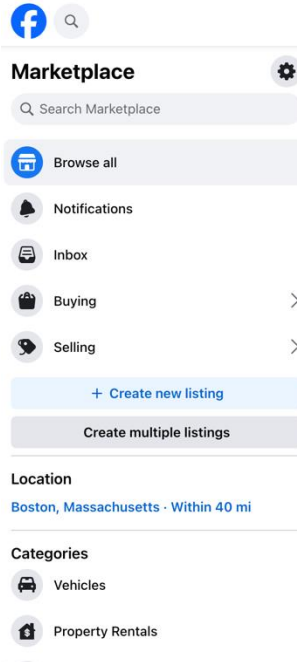 Marketplace
Search Marketplace
Browse all
Notifications
Inbox
Buying
Selling
+ Create new listing
Create multiple listings
Location
Boston, Massachusetts · Within 40 mi
Categories
Vehicles
Property Rentals